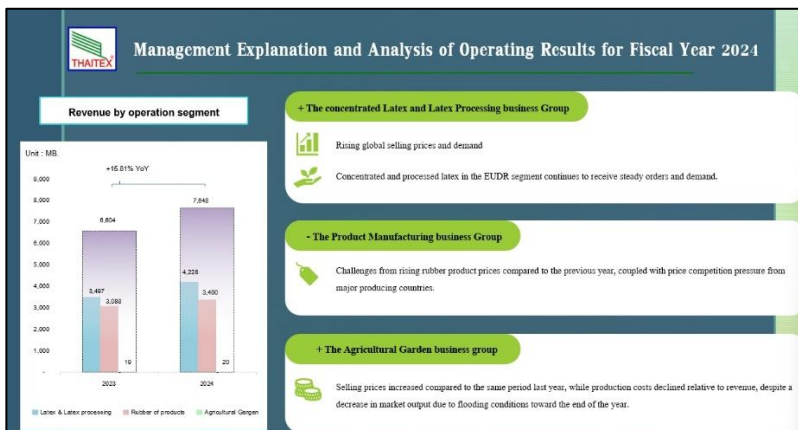 THAITEX
Management Explanation and Analysis of Operating Results for Fiscal Year 2024
Revenue by operation segment
Unit : MB.
+15.81% YoY
9,000
8,000
7,000
6,000
5,000
4,000
3,000
2,000
1,000
-
6,604
3,497
3,088
19
7,648
4,228
3,400
20
2023
2024
Latex & Latex processing
Rubber of products
Agricultural Gargen
+ The concentrated Latex and Latex Processing business Group
Rising global selling prices and demand
Concentrated and processed latex in the EUDR segment continues to receive steady orders and demand.
- The Product Manufacturing business Group
Challenges from rising rubber product prices compared to the previous year, coupled with price competition pressure from
major producing countries.
+ The Agricultural Garden business group
Selling prices increased compared to the same period last year, while production costs declined relative to revenue, despite a
decrease in market output due to flooding conditions toward the end of the year.